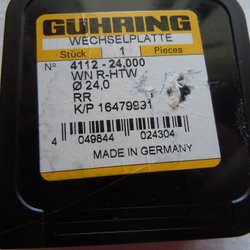 GÜHRING
WECHSELPLATTE
Stück 1 Pieces
N° 4112 - 24,000
WN R-HTW
Ø 24,0
RR
K/P 16479931
4 049844 024304
MADE IN GERMANY